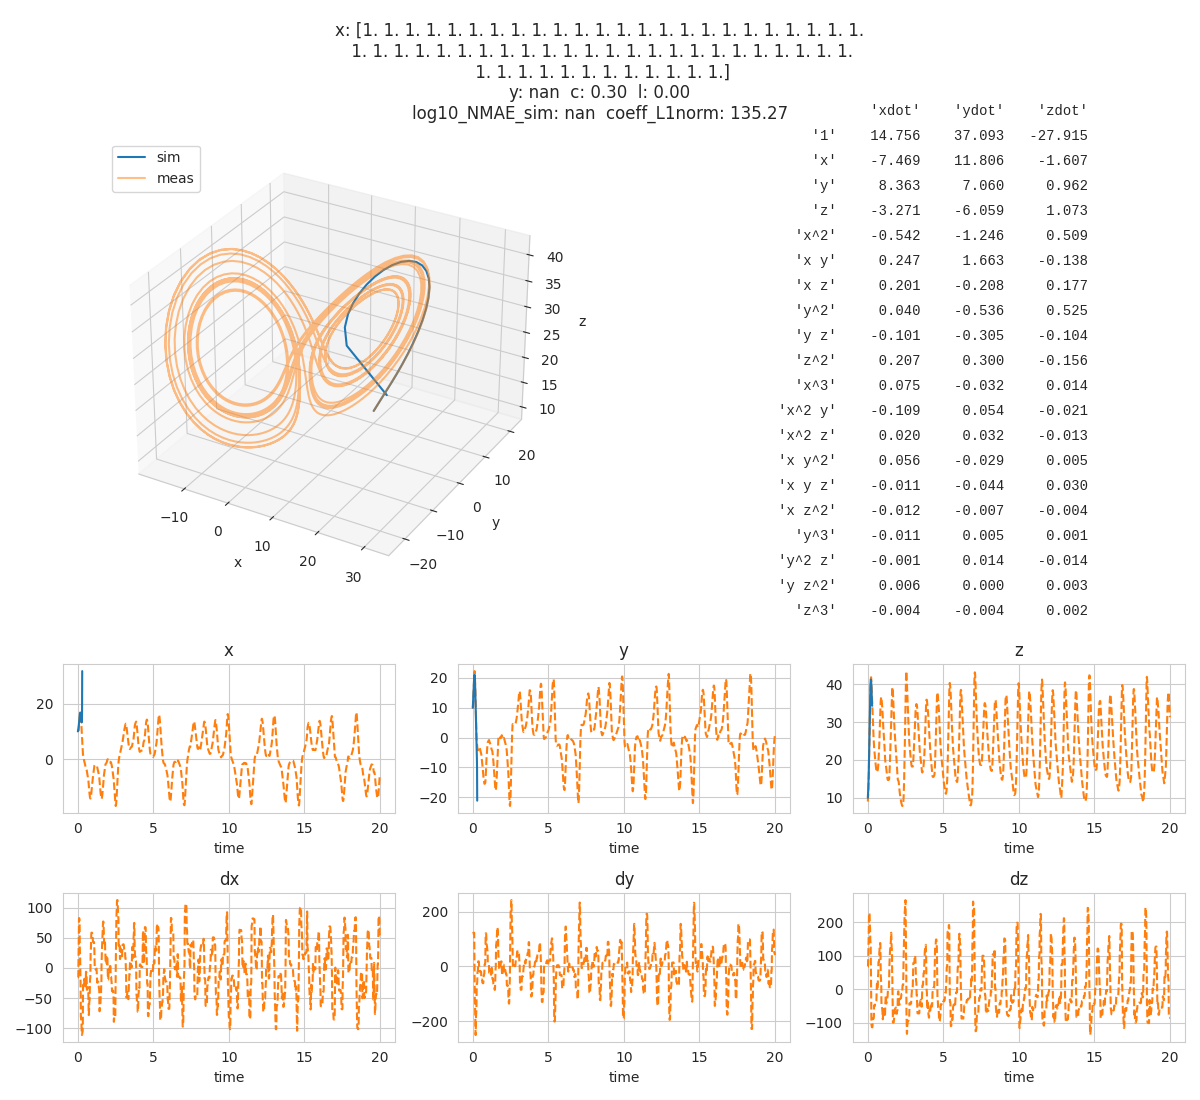 x: [1. 1. 1. 1. 1. 1. 1. 1. 1. 1. 1. 1. 1. 1. 1. 1. 1. 1. 1. 1. 1. 1. 1. 1.
1. 1. 1. 1. 1. 1. 1. 1. 1. 1. 1. 1. 1. 1. 1. 1. 1. 1. 1. 1. 1. 1. 1. 1.
1. 1. 1. 1. 1. 1. 1. 1. 1. 1. 1. 1.]
y: nan c: 0.30 l: 0.00
log10_NMAE_sim: nan coeff_L1norm: 135.27
sim
meas
40
35
30
25
20
15
10
z
20
10
0
−10
−20
y
−10
0
10
20
30
x
'xdot' 'ydot' 'zdot'
'1' 14.756 37.093 -27.915
'x' -7.469 11.806 -1.607
'y' 8.363 7.060 0.962
'z' -3.271 -6.059 1.073
'x^2' -0.542 -1.246 0.509
'x y' 0.247 1.663 -0.138
'x z' 0.201 -0.208 0.177
'y^2' 0.040 -0.536 0.525
'y z' -0.101 -0.305 -0.104
'z^2' 0.207 0.300 -0.156
'x^3' 0.075 -0.032 0.014
'x^2 y' -0.109 0.054 -0.021
'x^2 z' 0.020 0.032 -0.013
'x y^2' 0.056 -0.029 0.005
'x y z' -0.011 -0.044 0.030
'x z^2' -0.012 -0.007 -0.004
'y^3' -0.011 0.005 0.001
'y^2 z' -0.001 0.014 -0.014
'y z^2' 0.006 0.000 0.003
'z^3' -0.004 -0.004 0.002
x
20
0
0 5 10 15 20
time
y
20
10
0
−10
−20
0 5 10 15 20
time
z
40
30
20
10
0 5 10 15 20
time
dx
100
50
0
−50
−100
0 5 10 15 20
time
dy
200
0
−200
0 5 10 15 20
time
dz
200
100
0
−100
0 5 10 15 20
time